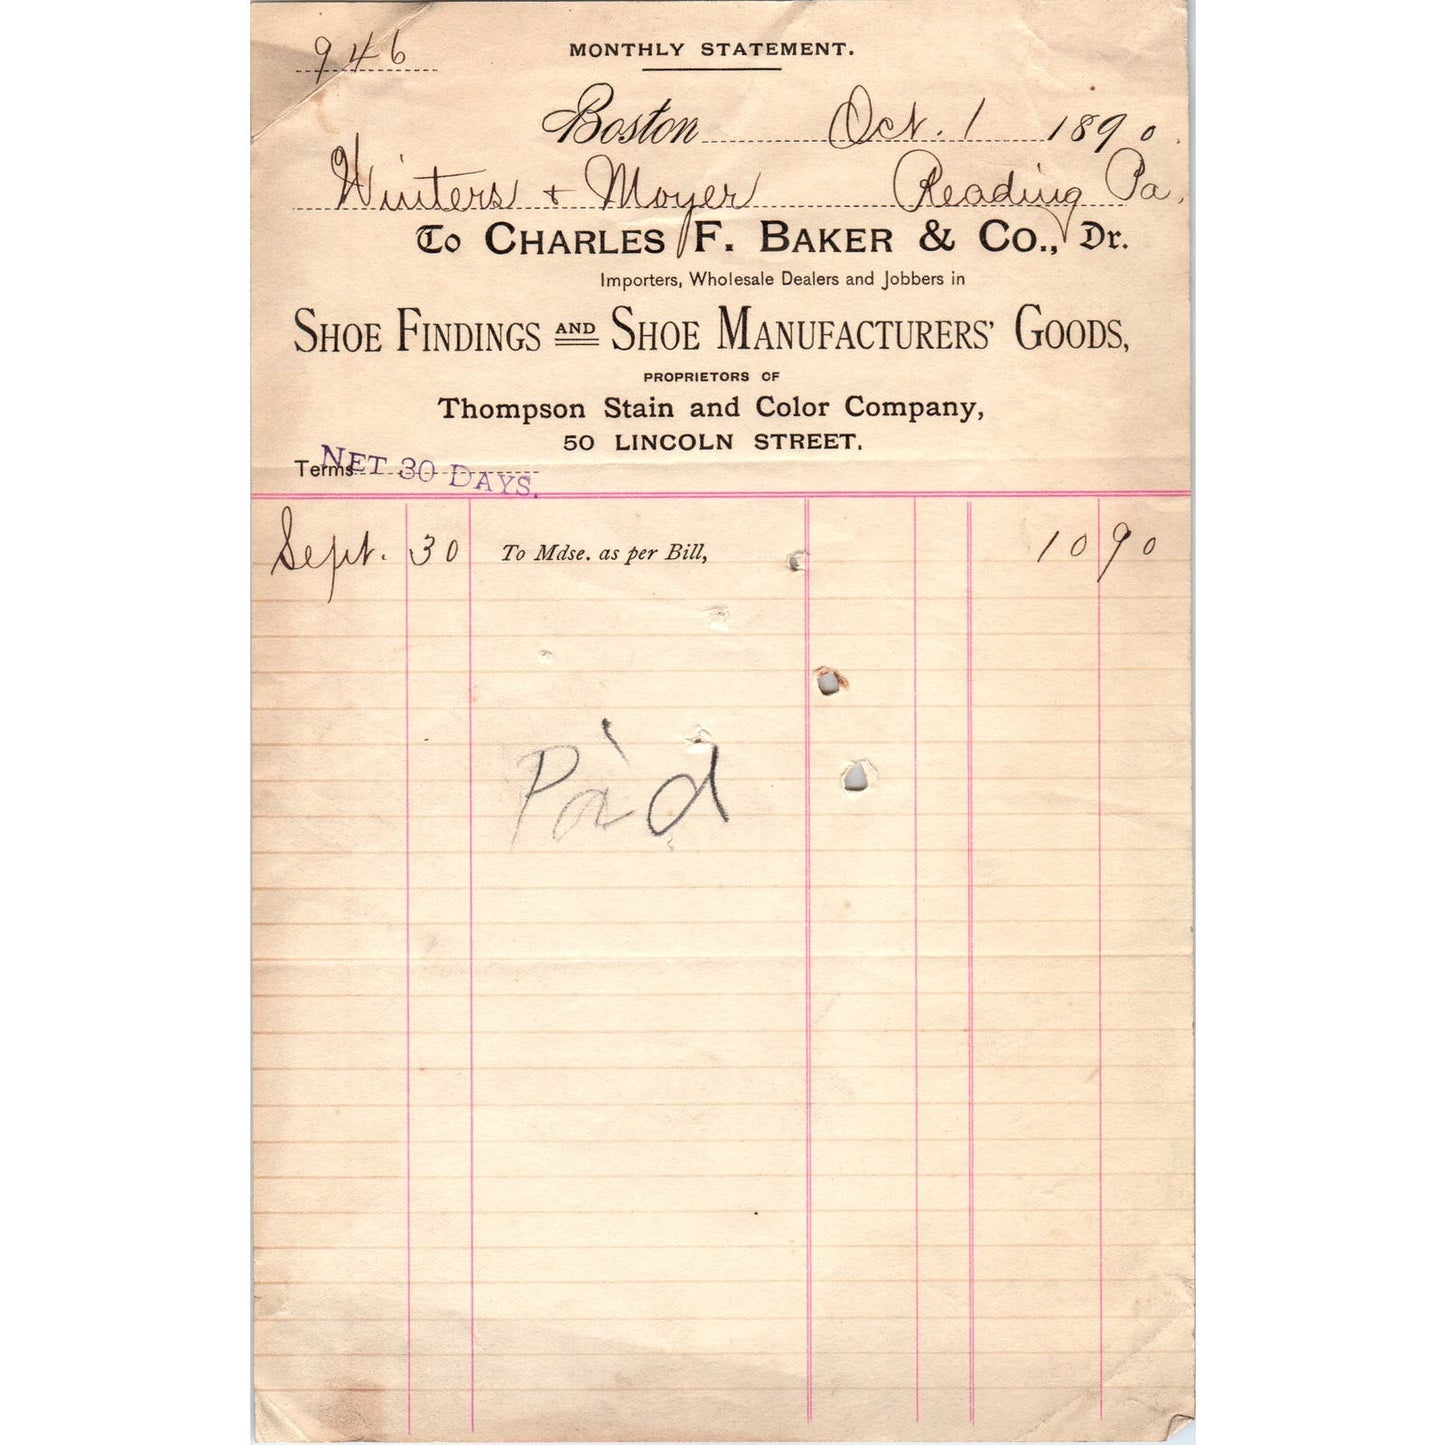 946
MONTHLY STATEMENT.
Boston Oct. 1 1890.
Winters & Moyer Reading Pa.
To CHARLES F. BAKER & Co., Dr.
Importers, Wholesale Dealers and Jobbers in
SHOE FINDINGS AND SHOE MANUFACTURERS' GOODS,
PROPRIETORS OF
Thompson Stain and Color Company,
50 LINCOLN STREET.
Terms NET 30 DAYS.
Sept. 30 To Mdse. as per Bill, 10 90
Paid